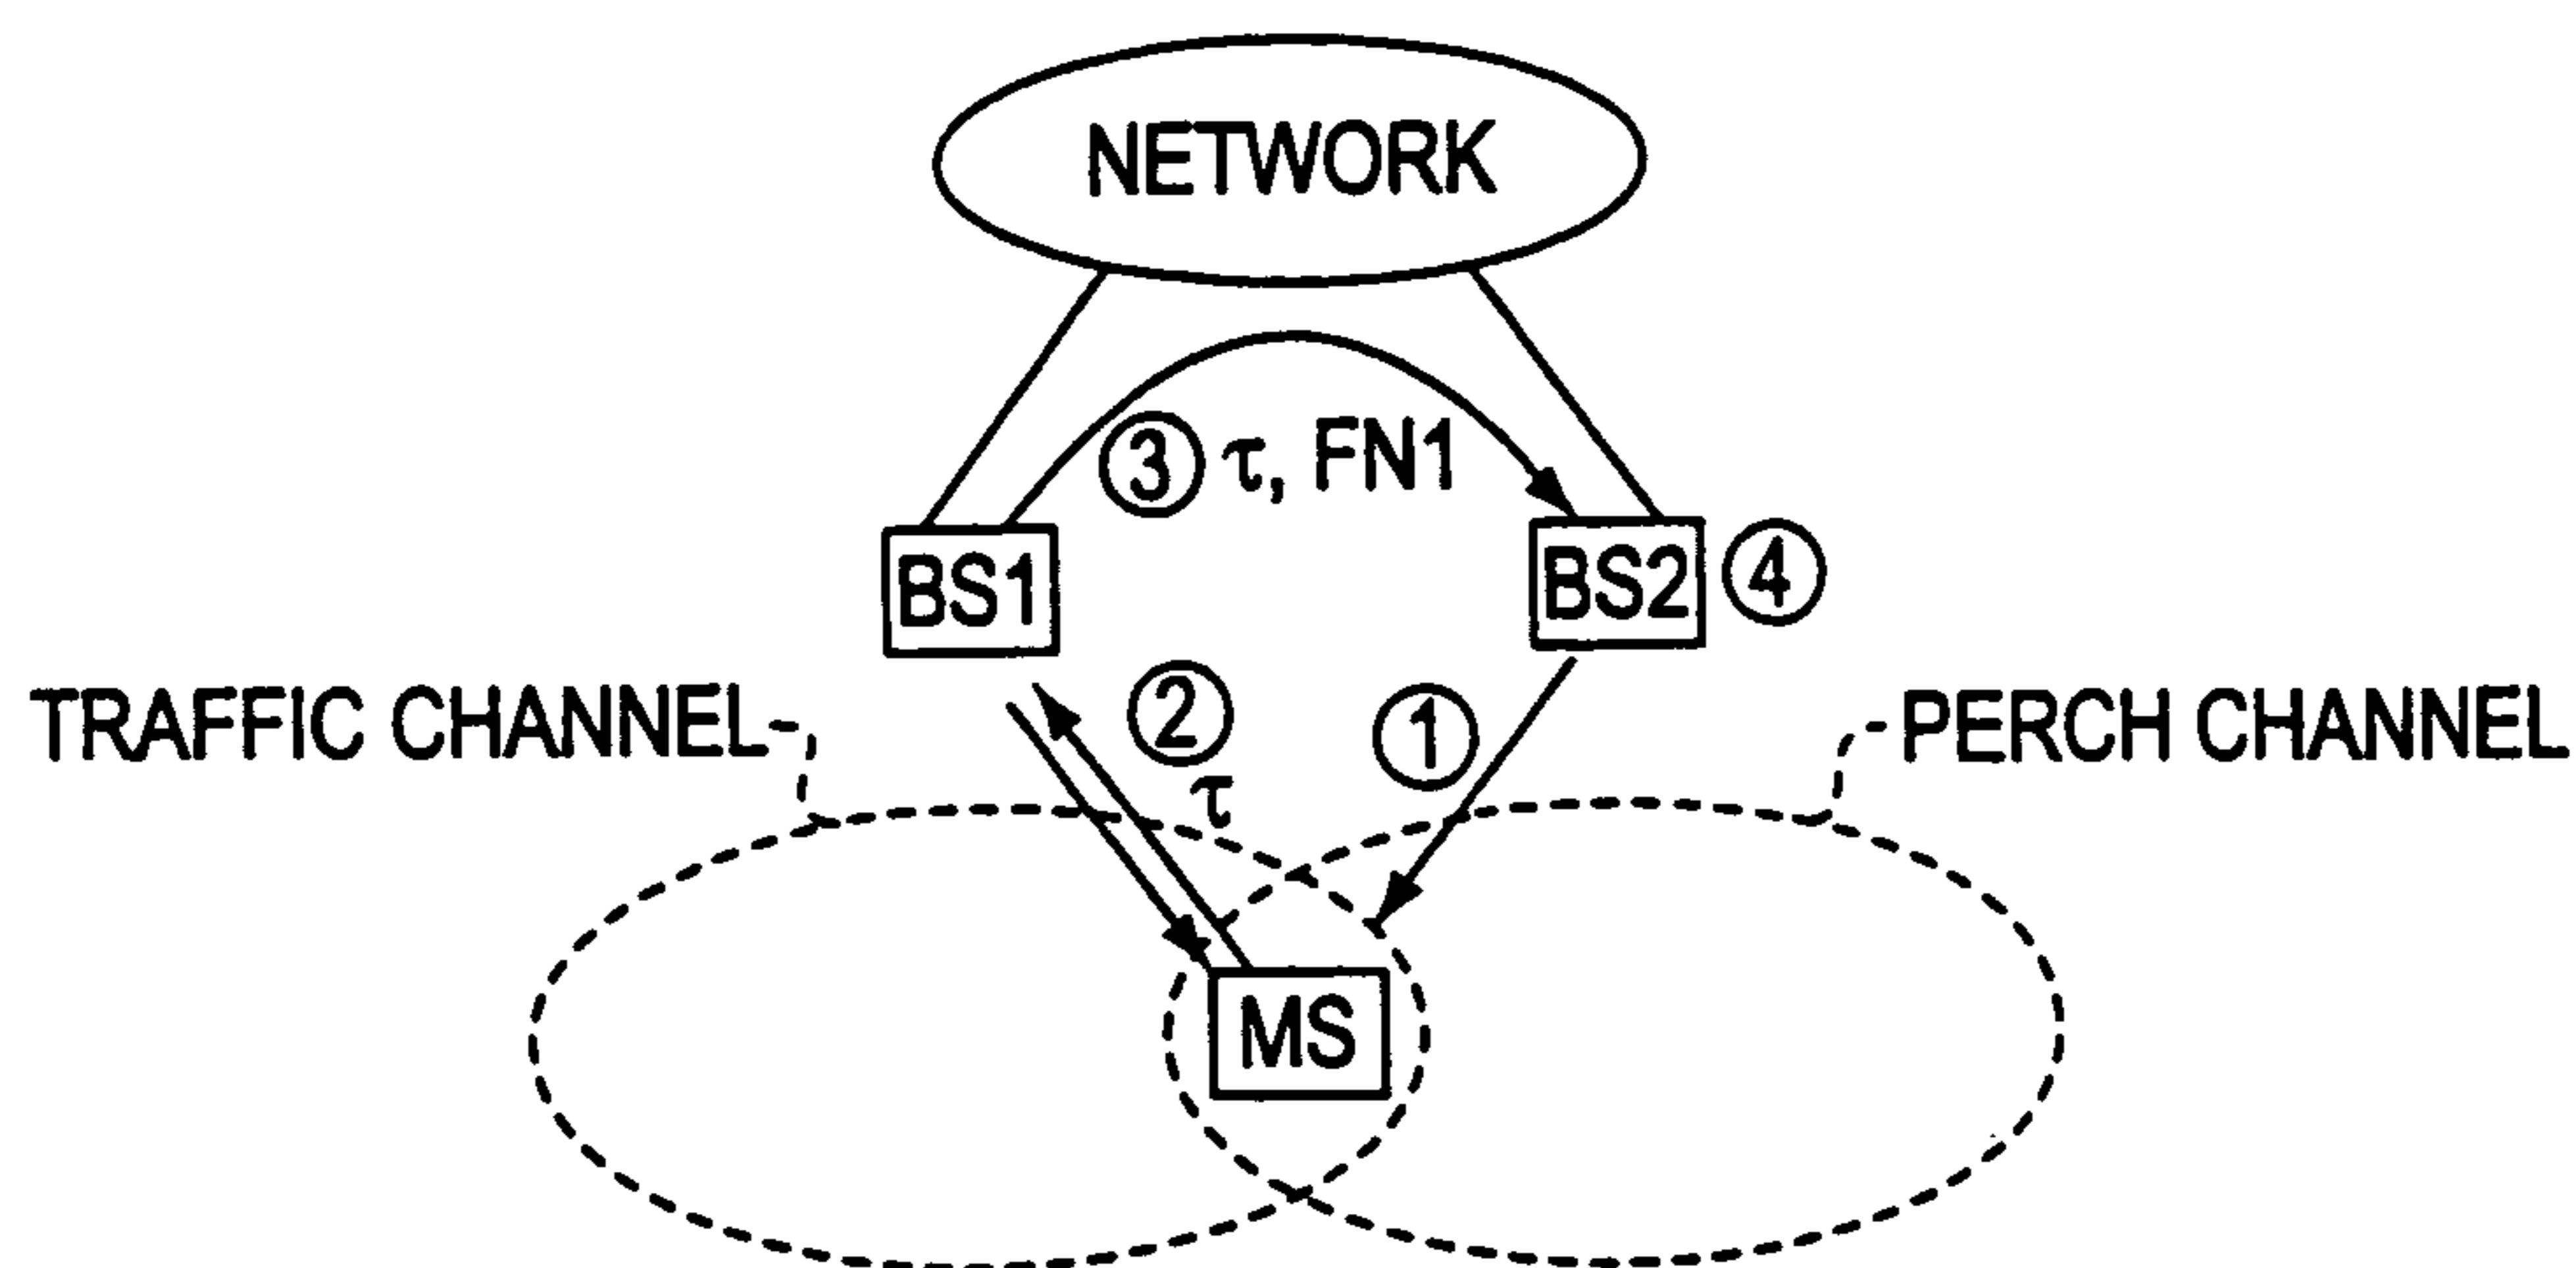 NETWORK
③ τ, FN1
BS1
BS2 ④
TRAFFIC CHANNEL
② τ
①
PERCH CHANNEL
MS